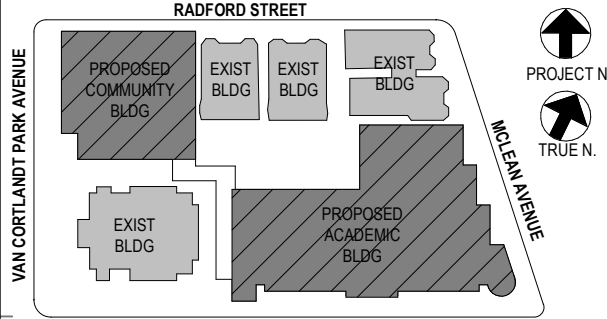 RADFORD STREET
VAN CORTLANDT PARK AVENUE
PROPOSED
COMMUNITY
BLDG
EXIST
BLDG
EXIST
BLDG
EXIST
BLDG
PROJECT N
TRUE N.
MCLEAN AVENUE
EXIST
BLDG
PROPOSED
ACADEMIC
BLDG